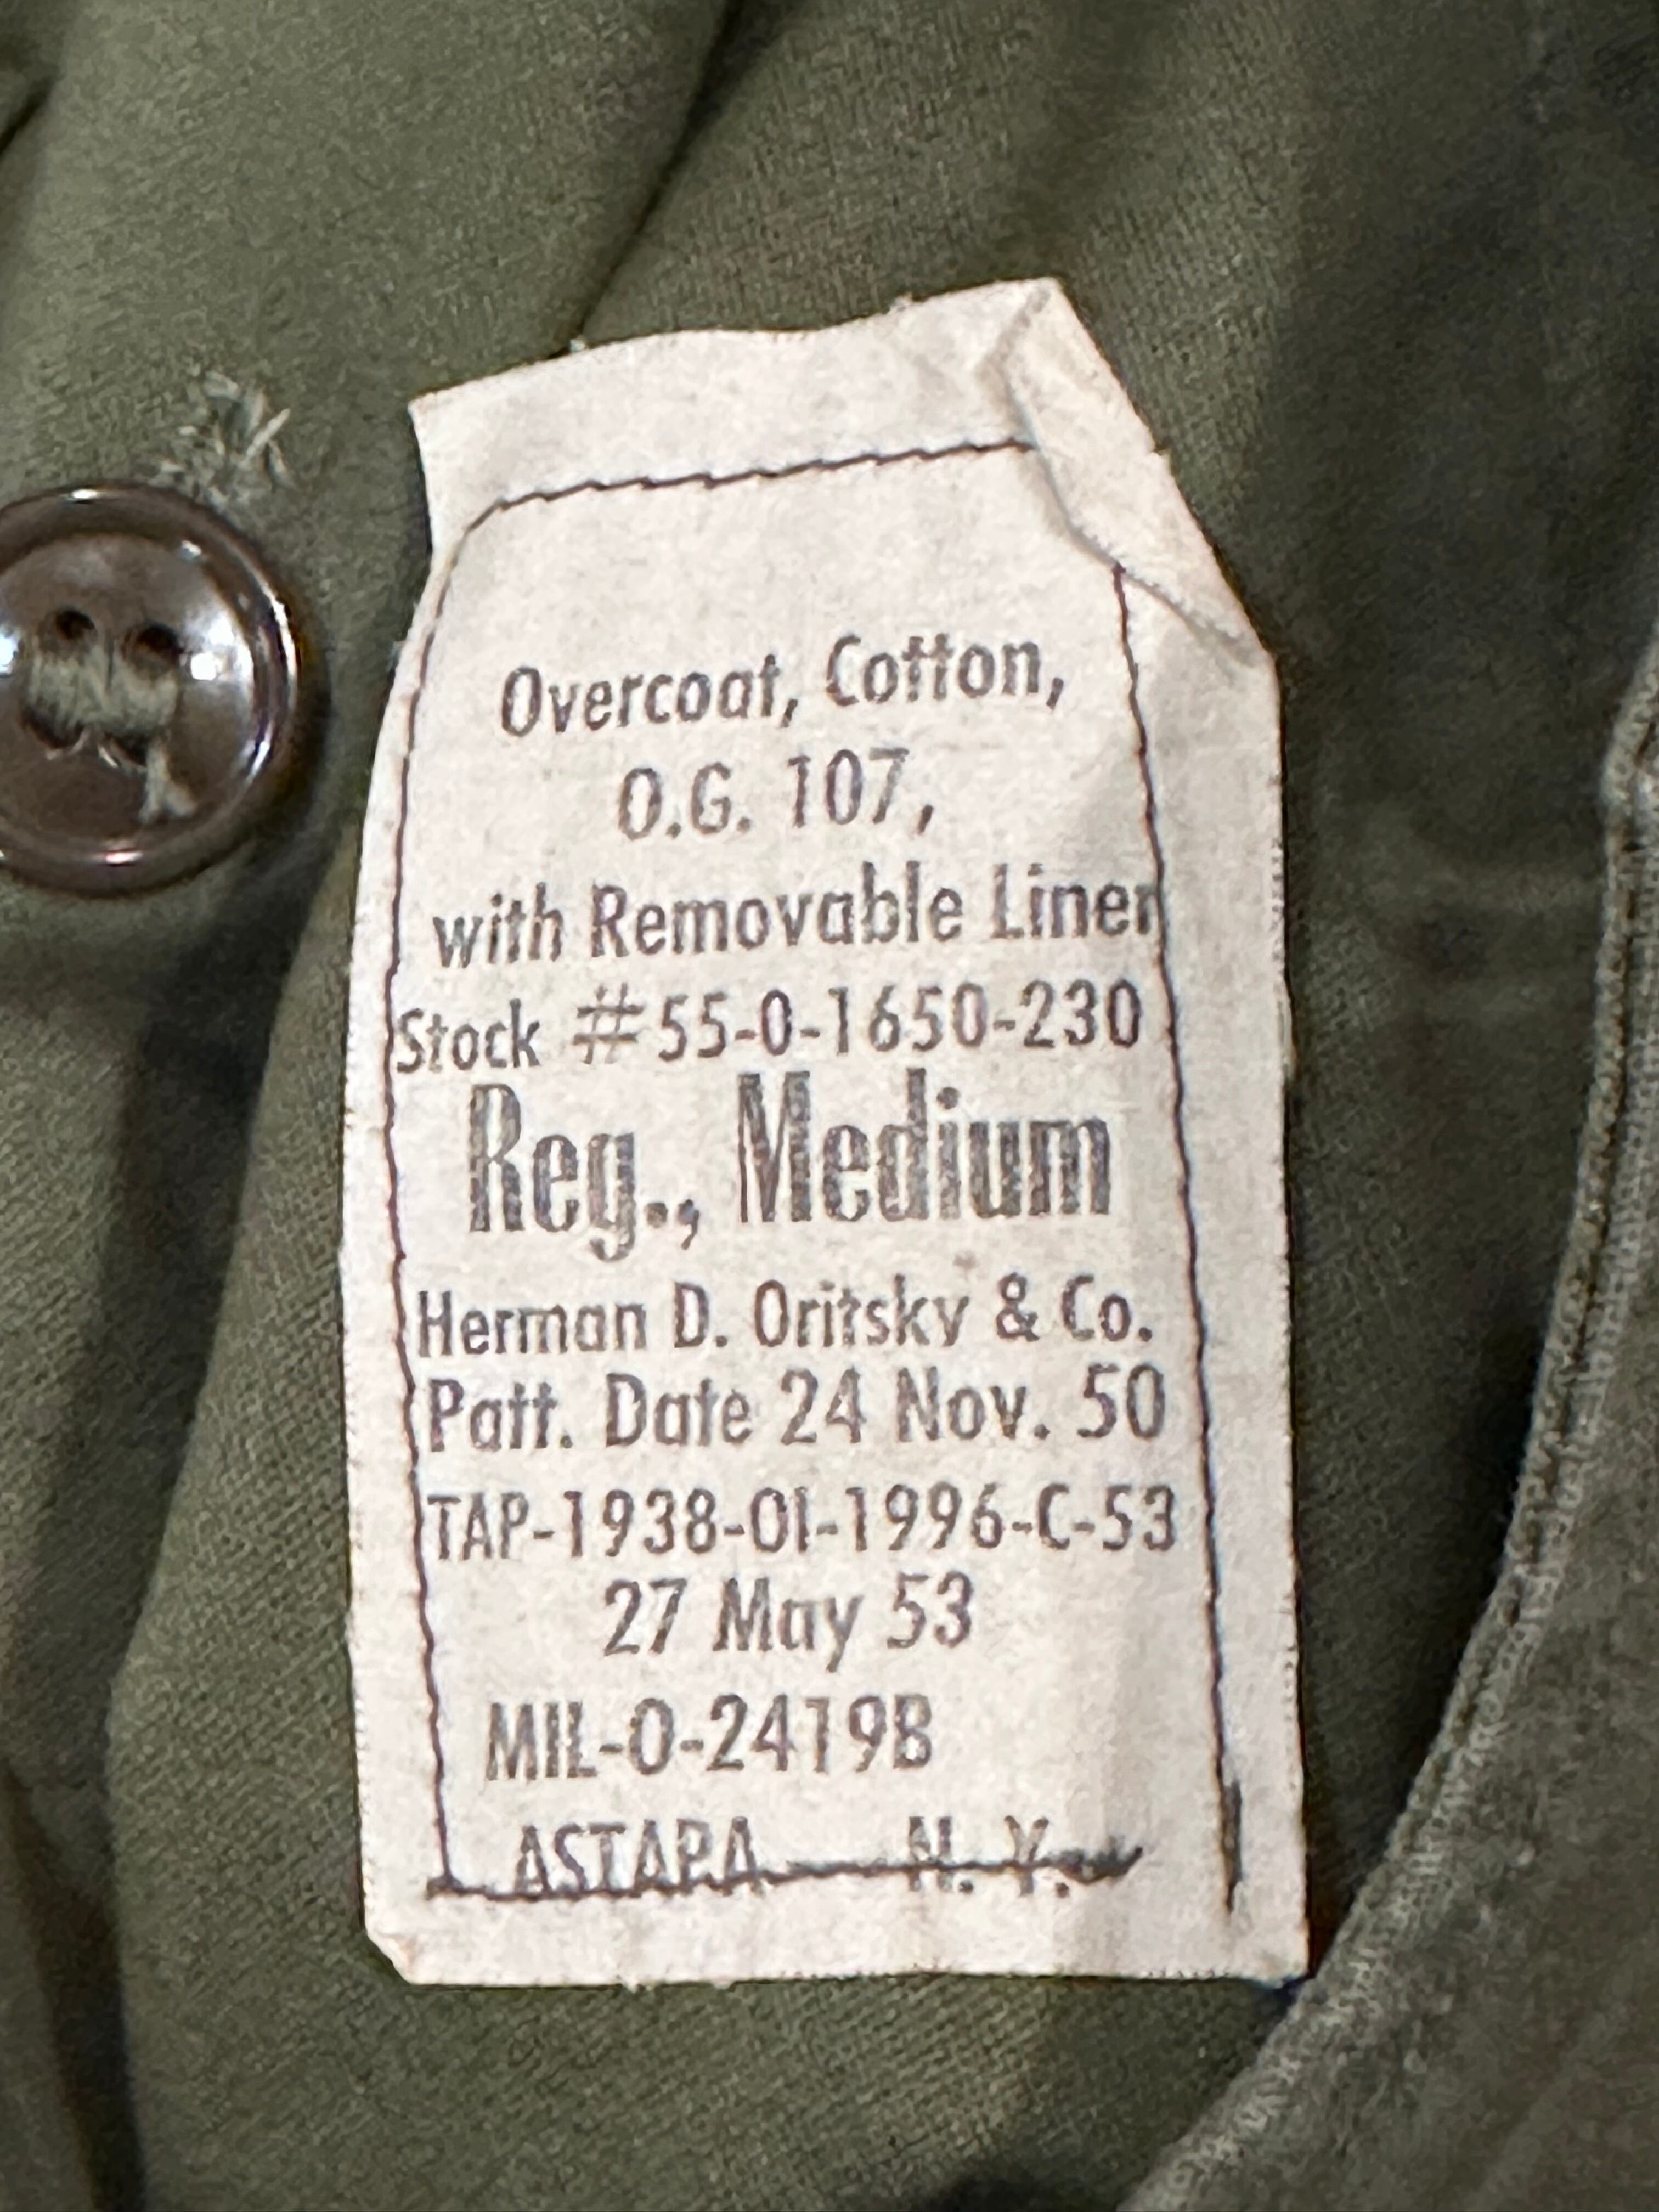 Overcoat, Cotton,
O.G. 107,
with Removable Liner
Stock #55-0-1650-230
Reg., Medium
Herman D. Oritsky & Co.
Patt. Date 24 Nov. 50
TAP-1938-OI-1996-C-53
27 May 53
MIL-O-2419B
ASTAPA N. Y.